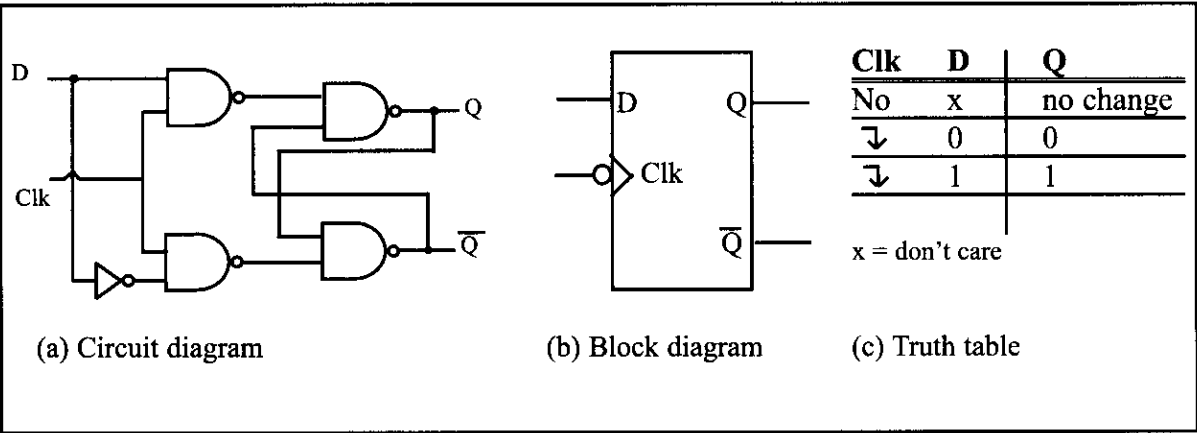 D
Q
Clk
Q̅
(a) Circuit diagram
D Q
Clk
Q̅
(b) Block diagram
Clk D Q
No x no change
↴ 0 0
↴ 1 1
x = don't care
(c) Truth table